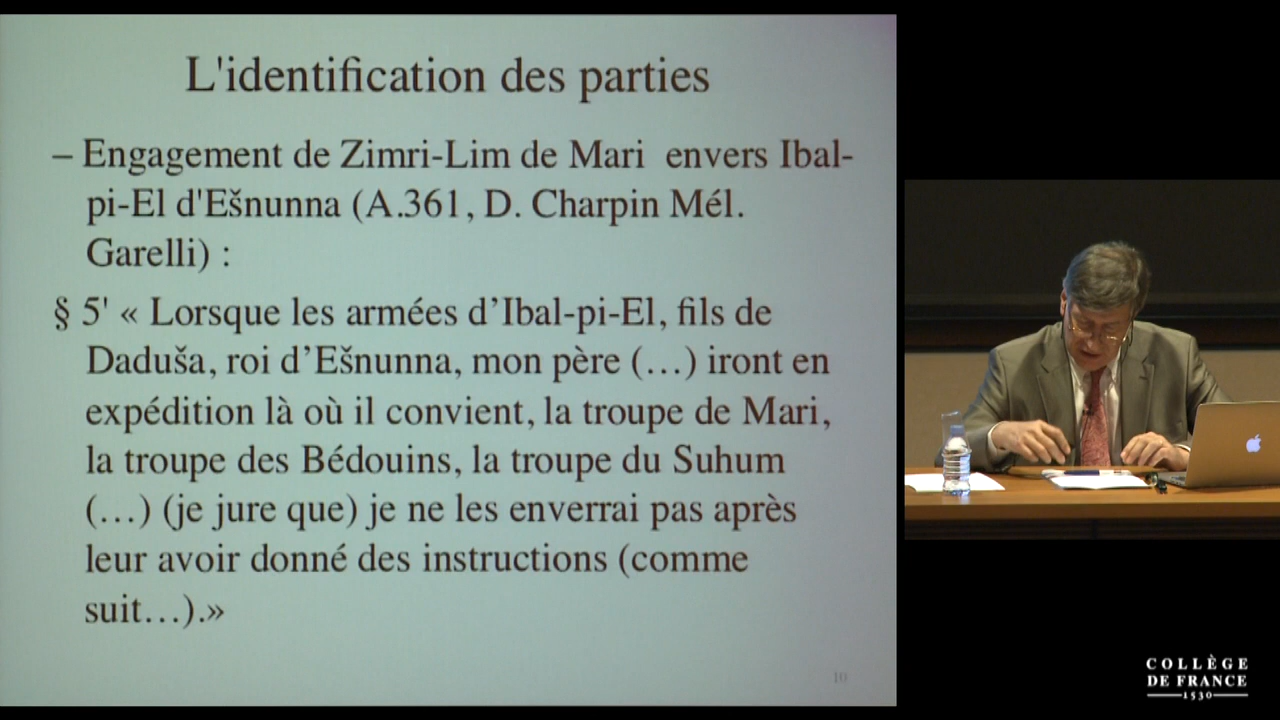 L'identification des parties
– Engagement de Zimri-Lim de Mari envers Ibal-
pi-El d'Ešnunna (A.361, D. Charpin Mél.
Garelli) :
§ 5' « Lorsque les armées d’Ibal-pi-El, fils de
Daduša, roi d’Ešnunna, mon père (…) iront en
expédition là où il convient, la troupe de Mari,
la troupe des Bédouins, la troupe du Suhum
(…) (je jure que) je ne les enverrai pas après
leur avoir donné des instructions (comme
suit…).»
10
COLLÈGE
DE FRANCE
1530